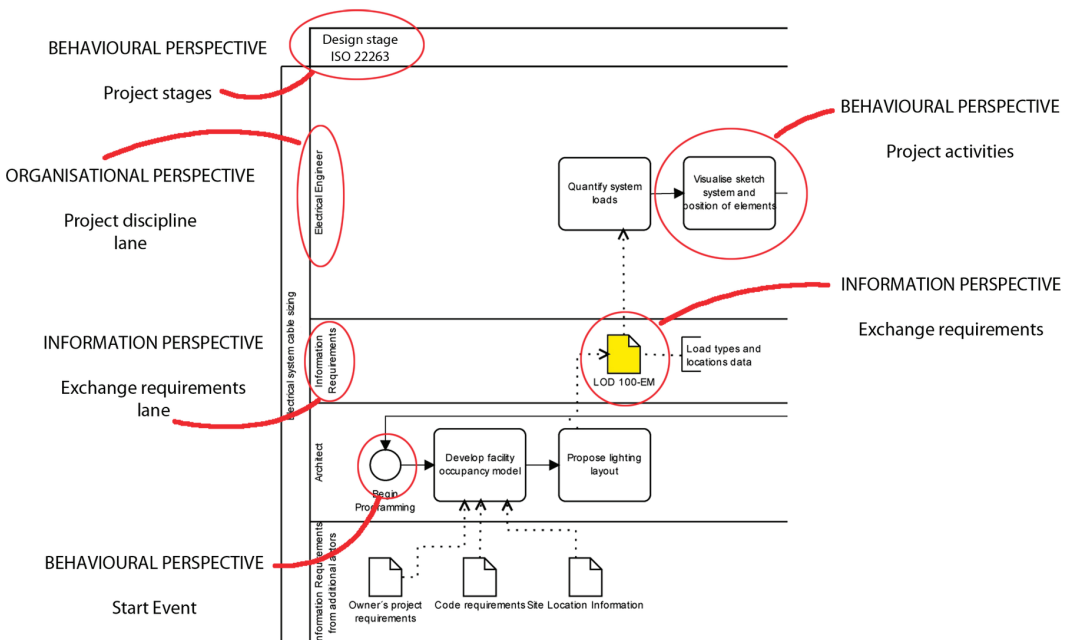 BEHAVIOURAL PERSPECTIVE
Project stages
Design stage
ISO 22263
BEHAVIOURAL PERSPECTIVE
Project activities
ORGANISATIONAL PERSPECTIVE
Project discipline
lane
Electrical Engineer
Quantify system
loads
Visualise sketch
system and
position of elements
INFORMATION PERSPECTIVE
Exchange requirements
INFORMATION PERSPECTIVE
Exchange requirements
lane
Electrical system cable sizing
Information
Requirements
LOD 100-EM
Load types and
locations data
Architect
Begin
Programming
Develop facility
occupancy model
Propose lighting
layout
BEHAVIOURAL PERSPECTIVE
Start Event
Information Requirements
from additional actors
Owner´s project
requirements
Code requirements
Site Location Information